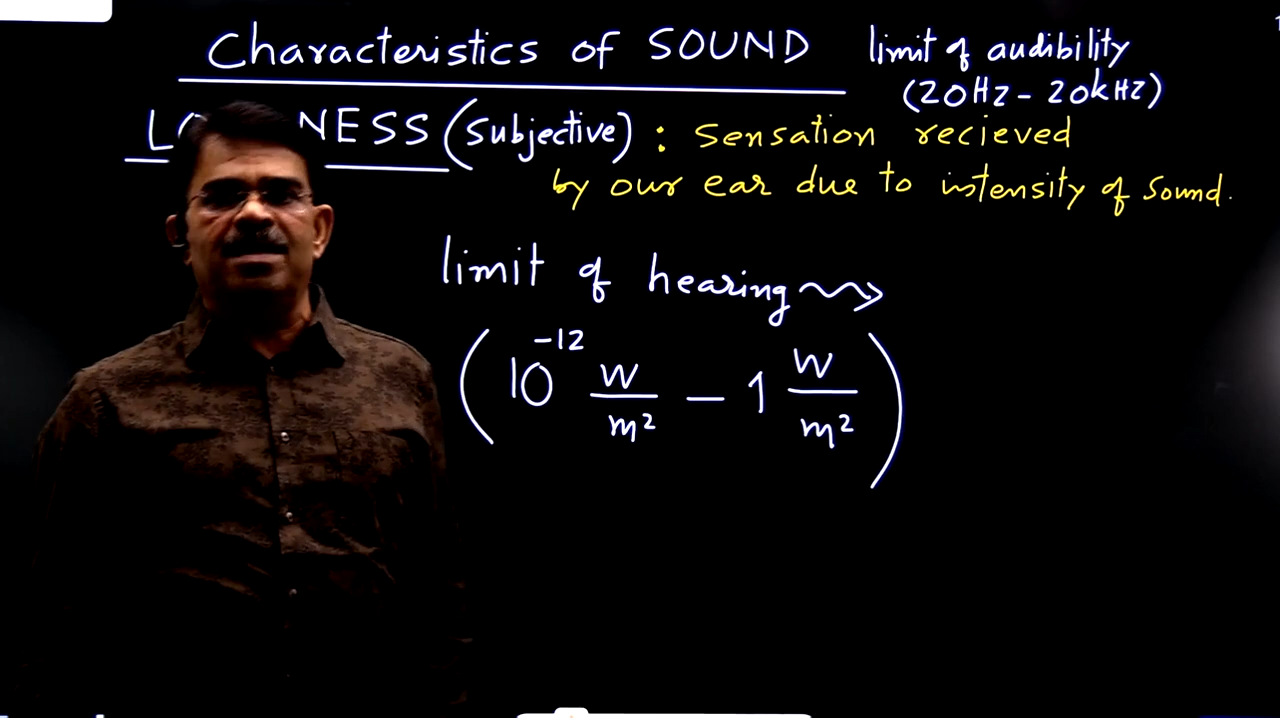 Characteristics of SOUND
limit of audibility
(20Hz - 20kHz)
NESS (Subjective) : Sensation recieved
by our ear due to intensity of Sound.
limit of hearing
(10⁻¹² W/m² – 1 W/m²)